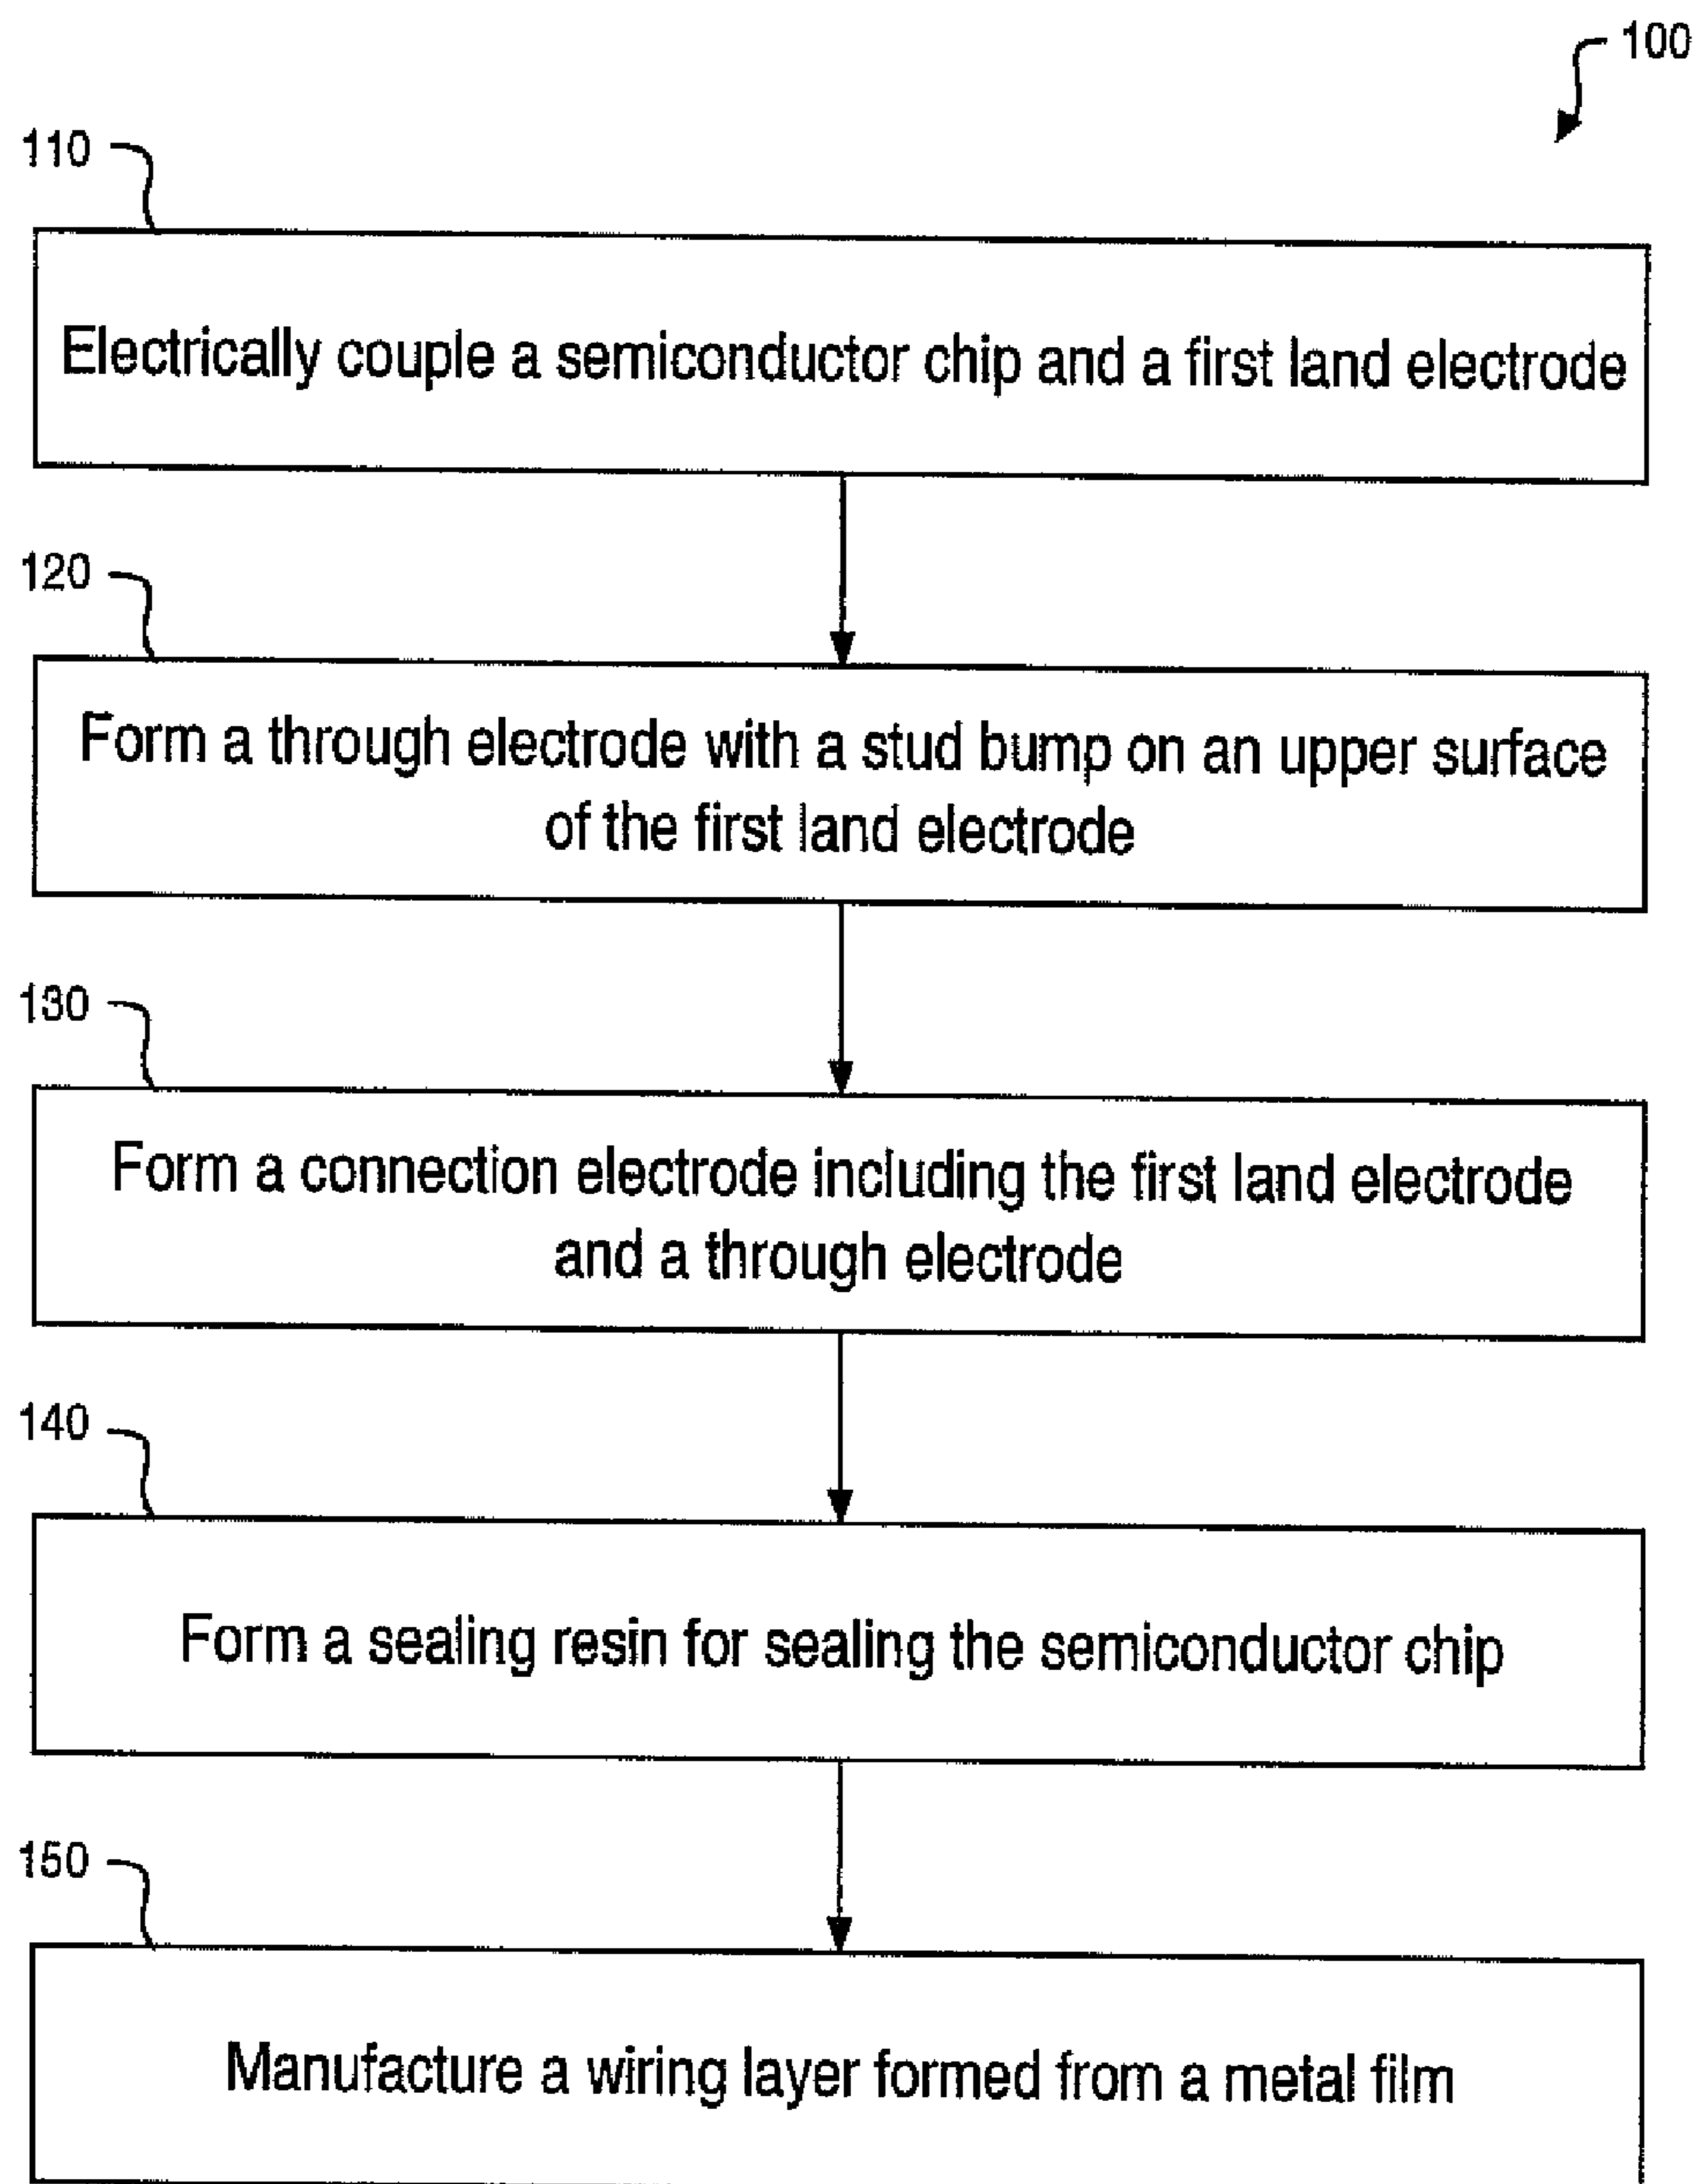 100
110
Electrically couple a semiconductor chip and a first land electrode
120
Form a through electrode with a stud bump on an upper surface
of the first land electrode
130
Form a connection electrode including the first land electrode
and a through electrode
140
Form a sealing resin for sealing the semiconductor chip
150
Manufacture a wiring layer formed from a metal film